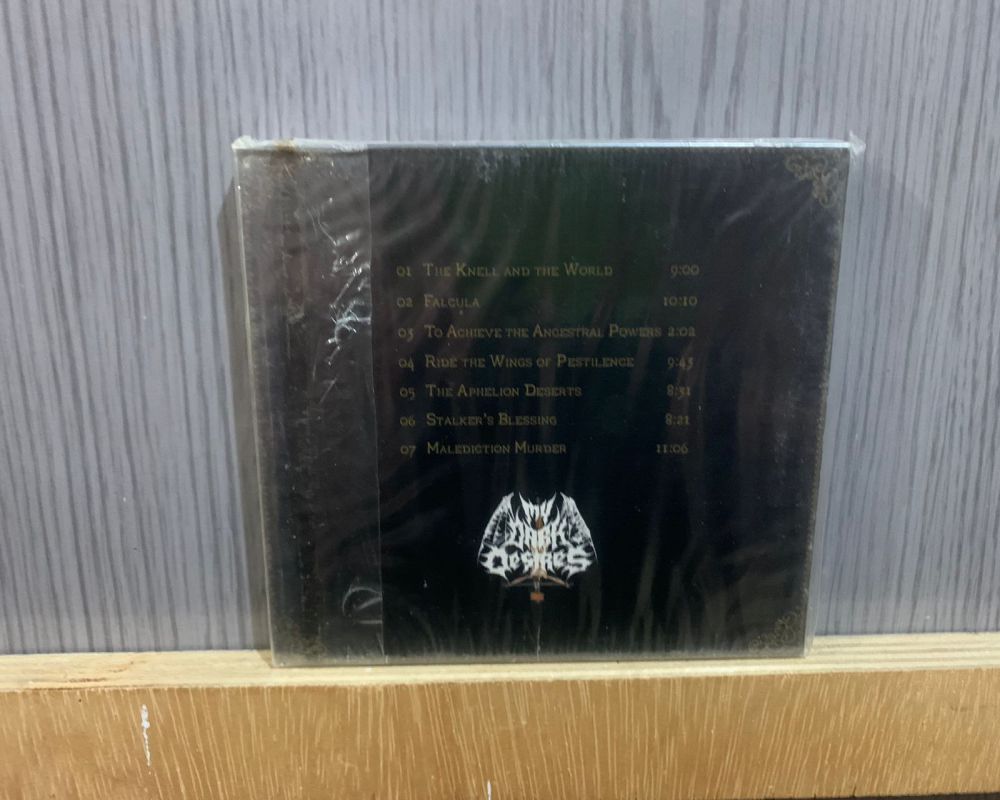 01 The Knell and the World 9:00
02 Falcula 10:10
03 To Achieve the Ancestral Powers 2:02
04 Ride the Wings of Pestilence 9:43
05 The Aphelion Deserts 8:31
06 Stalker's Blessing 8:21
07 Malediction Murder 11:06
My
Dark
Desires